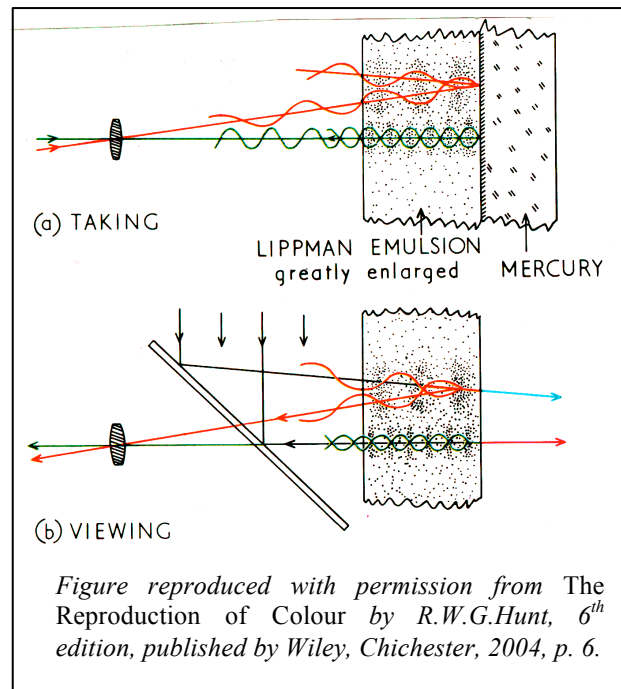 (a) TAKING
LIPPMAN EMULSION
greatly enlarged
MERCURY
(b) VIEWING
Figure reproduced with permission from The
Reproduction of Colour by R.W.G.Hunt, 6th
edition, published by Wiley, Chichester, 2004, p. 6.